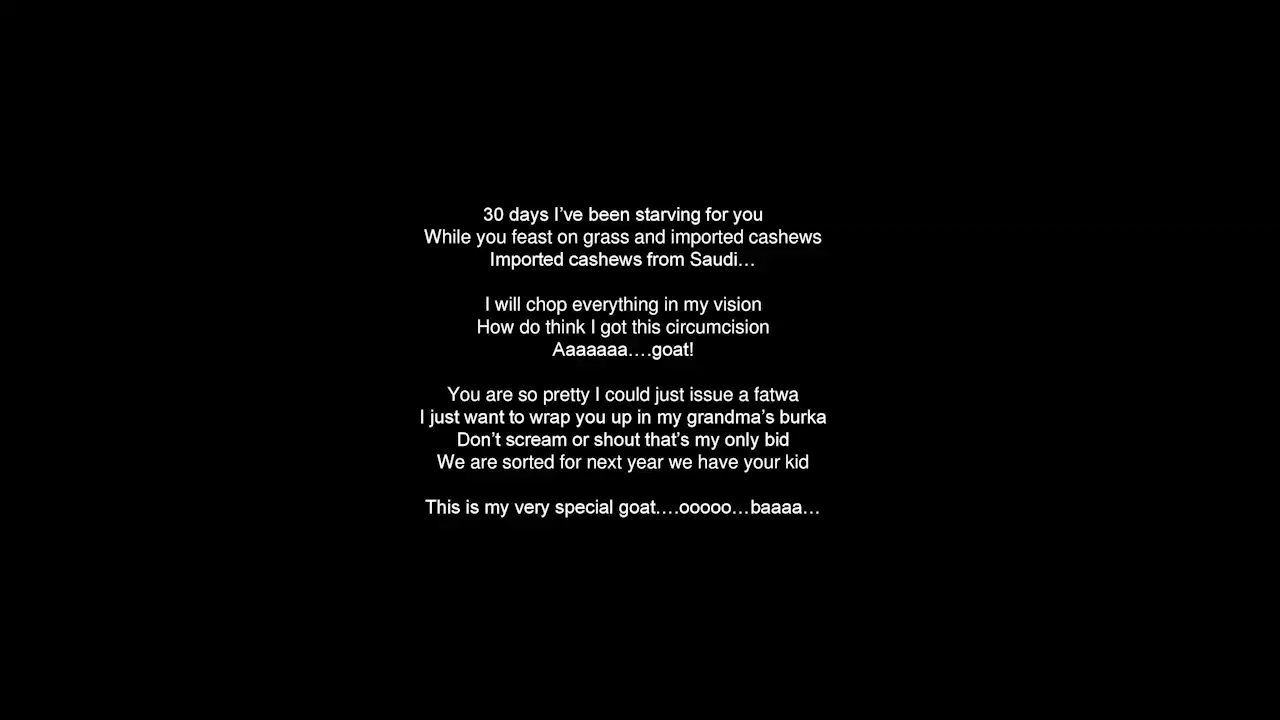 30 days I’ve been starving for you
While you feast on grass and imported cashews
Imported cashews from Saudi…
I will chop everything in my vision
How do think I got this circumcision
Aaaaaaa….goat!
You are so pretty I could just issue a fatwa
I just want to wrap you up in my grandma’s burka
Don’t scream or shout that’s my only bid
We are sorted for next year we have your kid
This is my very special goat….ooooo…baaaa…